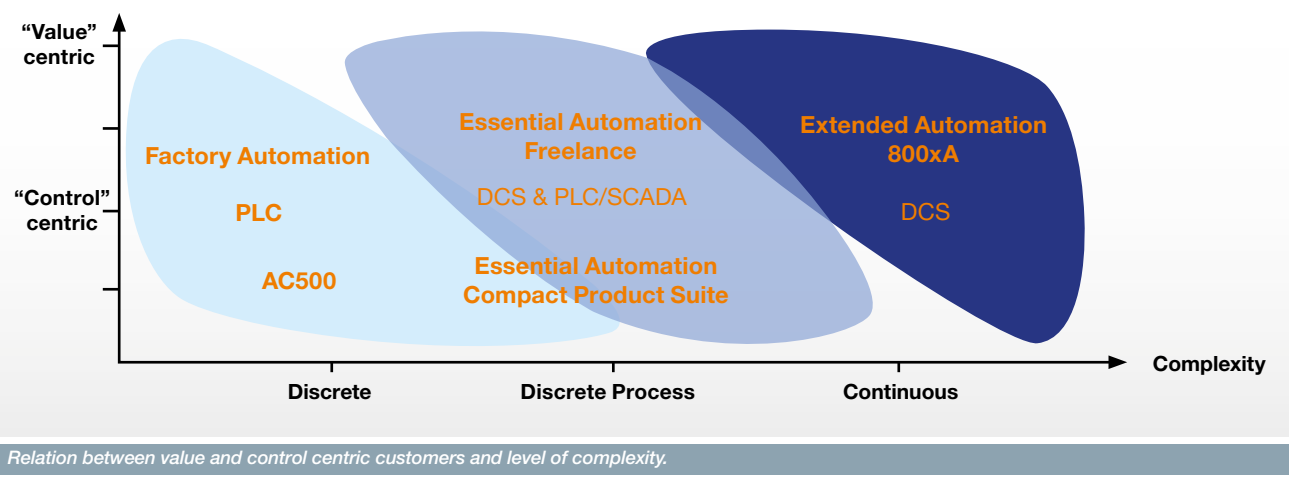 “Value”
centric
“Control”
centric
Factory Automation
PLC
AC500
Essential Automation
Freelance
DCS & PLC/SCADA
Essential Automation
Compact Product Suite
Extended Automation
800xA
DCS
Complexity
Discrete
Discrete Process
Continuous
Relation between value and control centric customers and level of complexity.